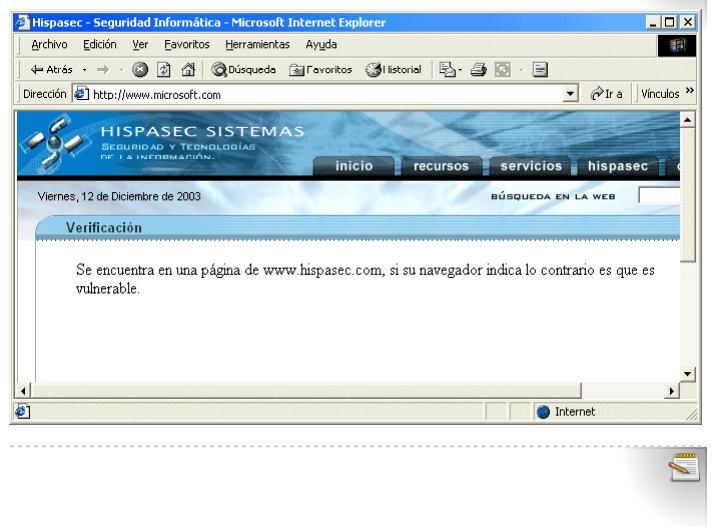 Hispasec - Seguridad Informática - Microsoft Internet Explorer
Archivo Edición Ver Favoritos Herramientas Ayuda
Atrás Búsqueda Favoritos Historial
Dirección http://www.microsoft.com Ir a Vínculos »
HISPASEC SISTEMAS
SEGURIDAD Y TECNOLOGÍAS
DE LA INFORMACIÓN.
inicio recursos servicios hispasec
Viernes, 12 de Diciembre de 2003 BÚSQUEDA EN LA WEB
Verificación
Se encuentra en una página de www.hispasec.com, si su navegador indica lo contrario es que es
vulnerable.
Internet